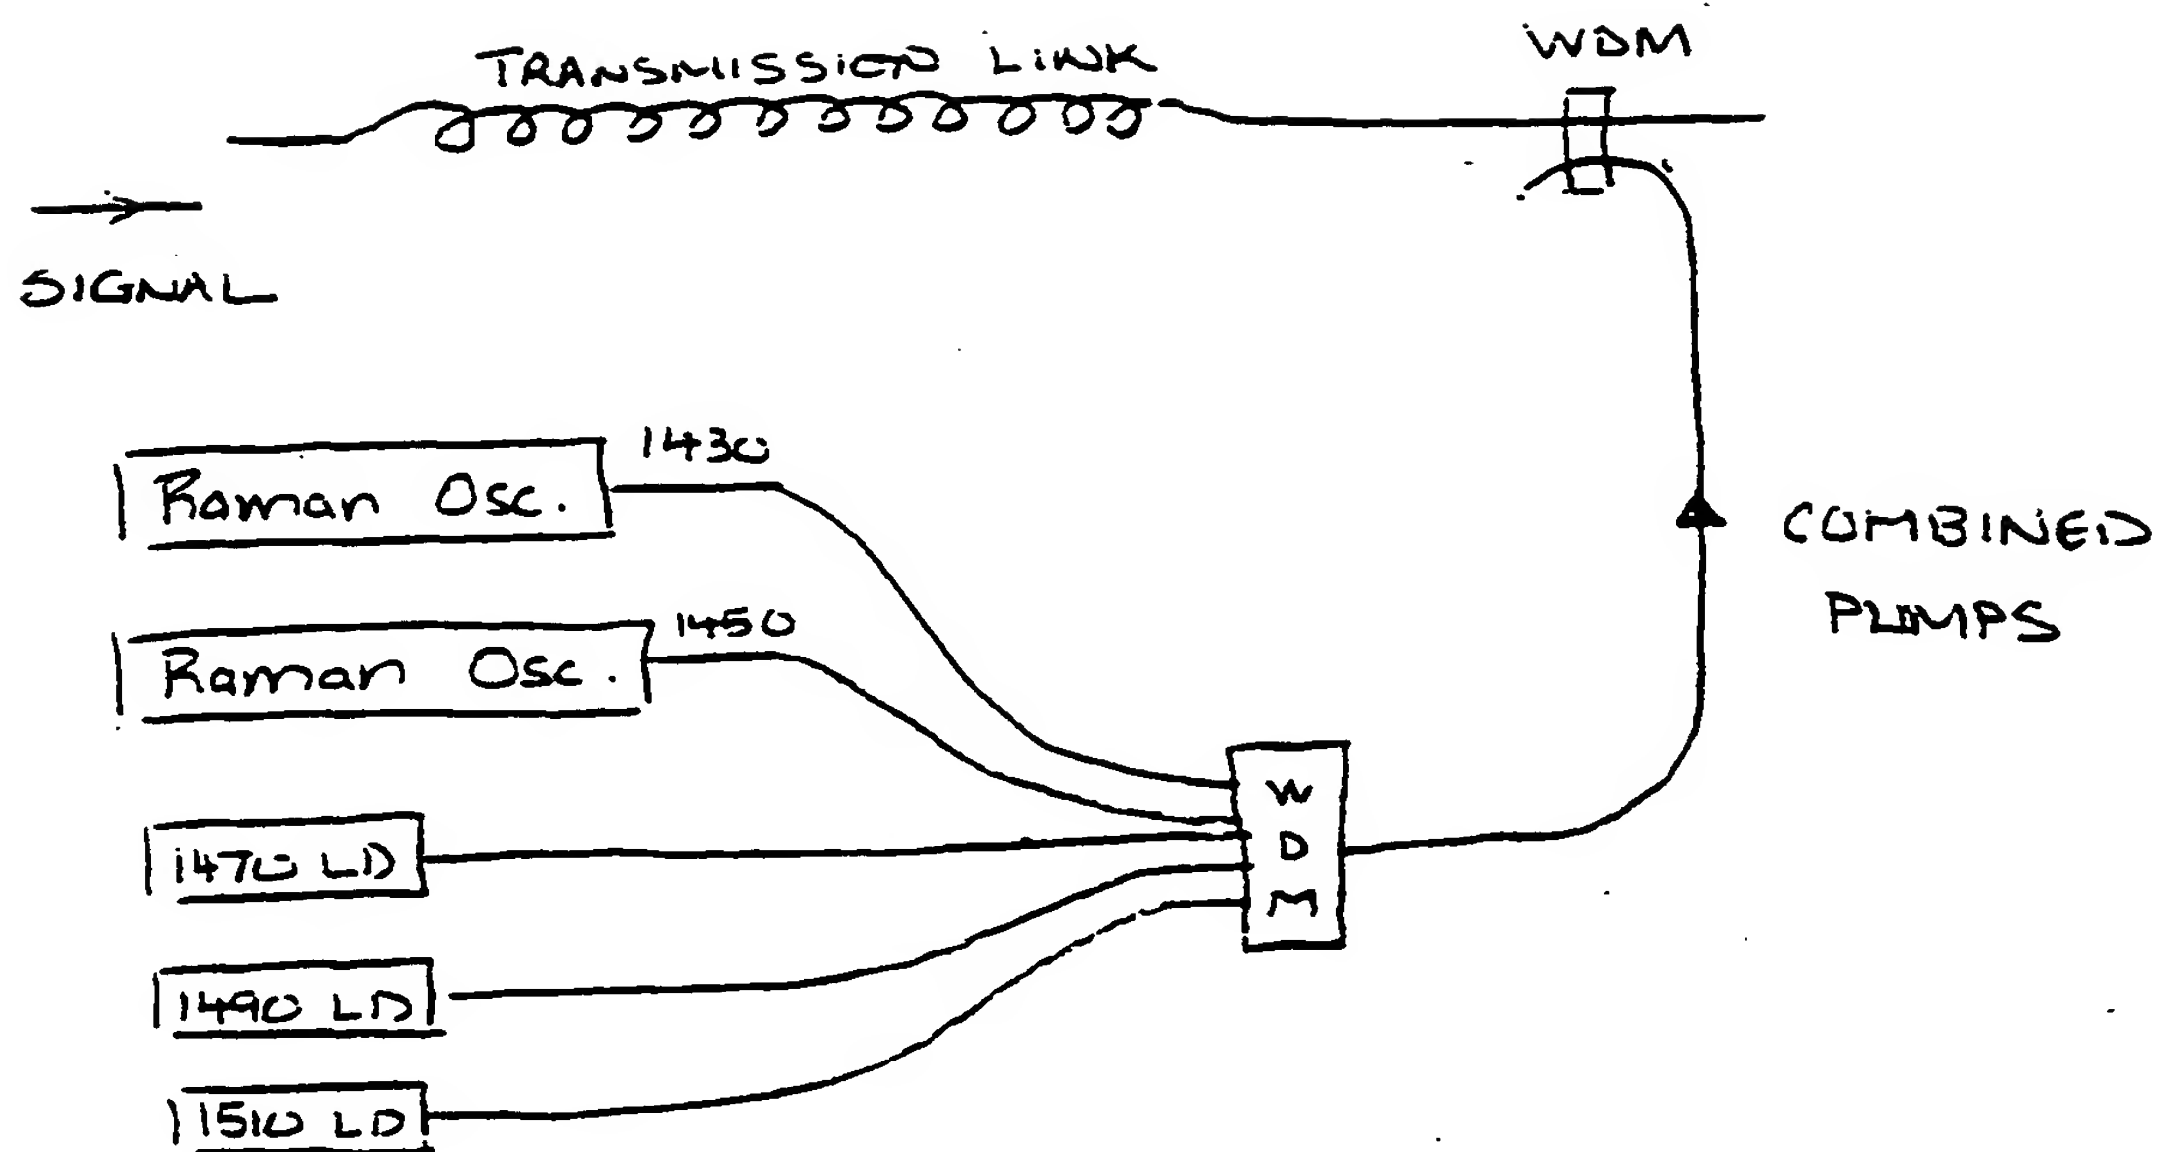 TRANSMISSION LINK
WDM
SIGNAL
1430
Raman Osc.
1450
Raman Osc.
COMBINED
PUMPS
W
D
M
1470 LD
1490 LD
1510 LD